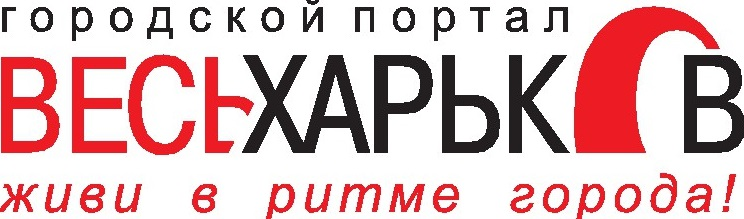 городской портал
ВЕСЬХАРЬКОВ
живи в ритме города!